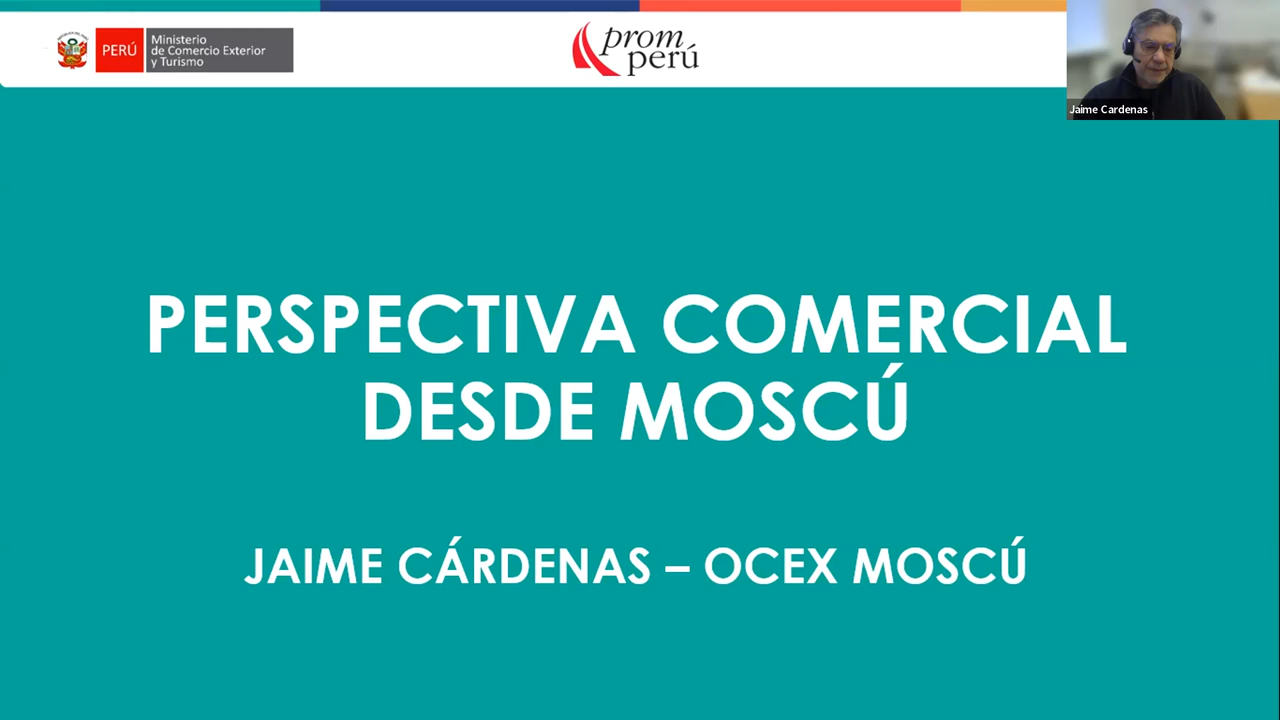 PERÚ
Ministerio
de Comercio Exterior
y Turismo
prom
perú
Jaime Cardenas
PERSPECTIVA COMERCIAL
DESDE MOSCÚ
JAIME CÁRDENAS – OCEX MOSCÚ